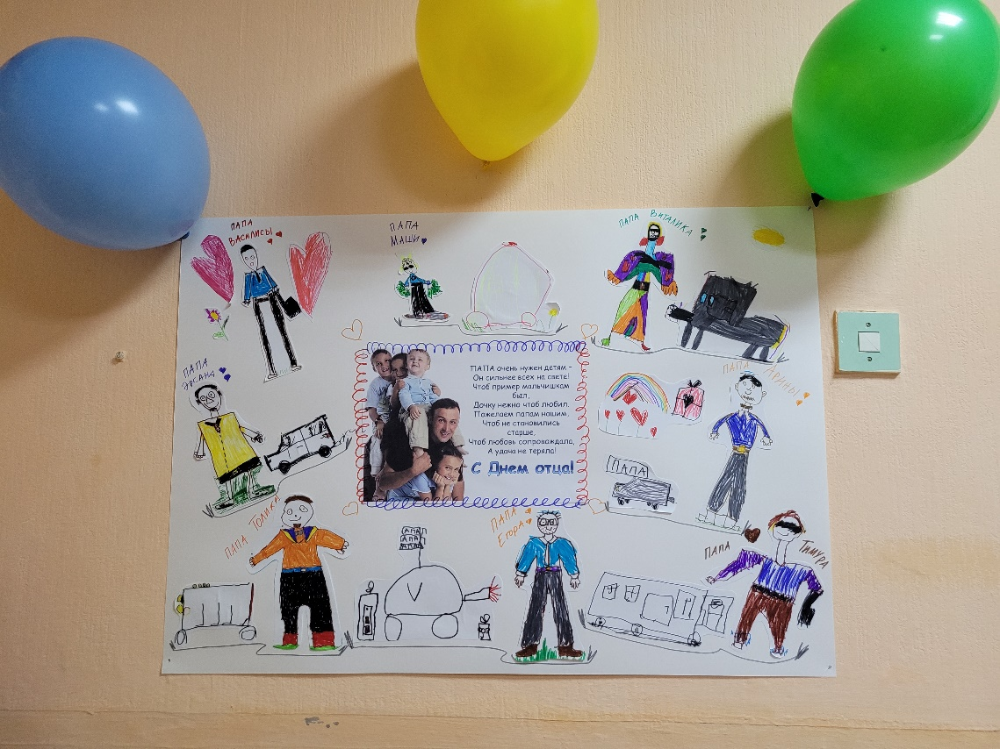 ПАПА
ВАСИЛИСЫ
ПАПА
МАШИ
ПАПА ВИТАЛИКА
ПАПА
ЭРСАНА
ПАПА АРИНЫ
ПАПА очень нужен детям –
Он сильнее всех на свете!
Чтоб пример мальчишкам
был,
Дочку нежно чтоб любил.
Пожелаем папам нашим,
Чтоб не становились
старше,
Чтоб любовь сопровождала,
А удача не теряла!
С Днем отца!
ПАПА
ПАПА ТОЛИКА
ПАПА
ЕГОРА
ПАПА ТИМУРА